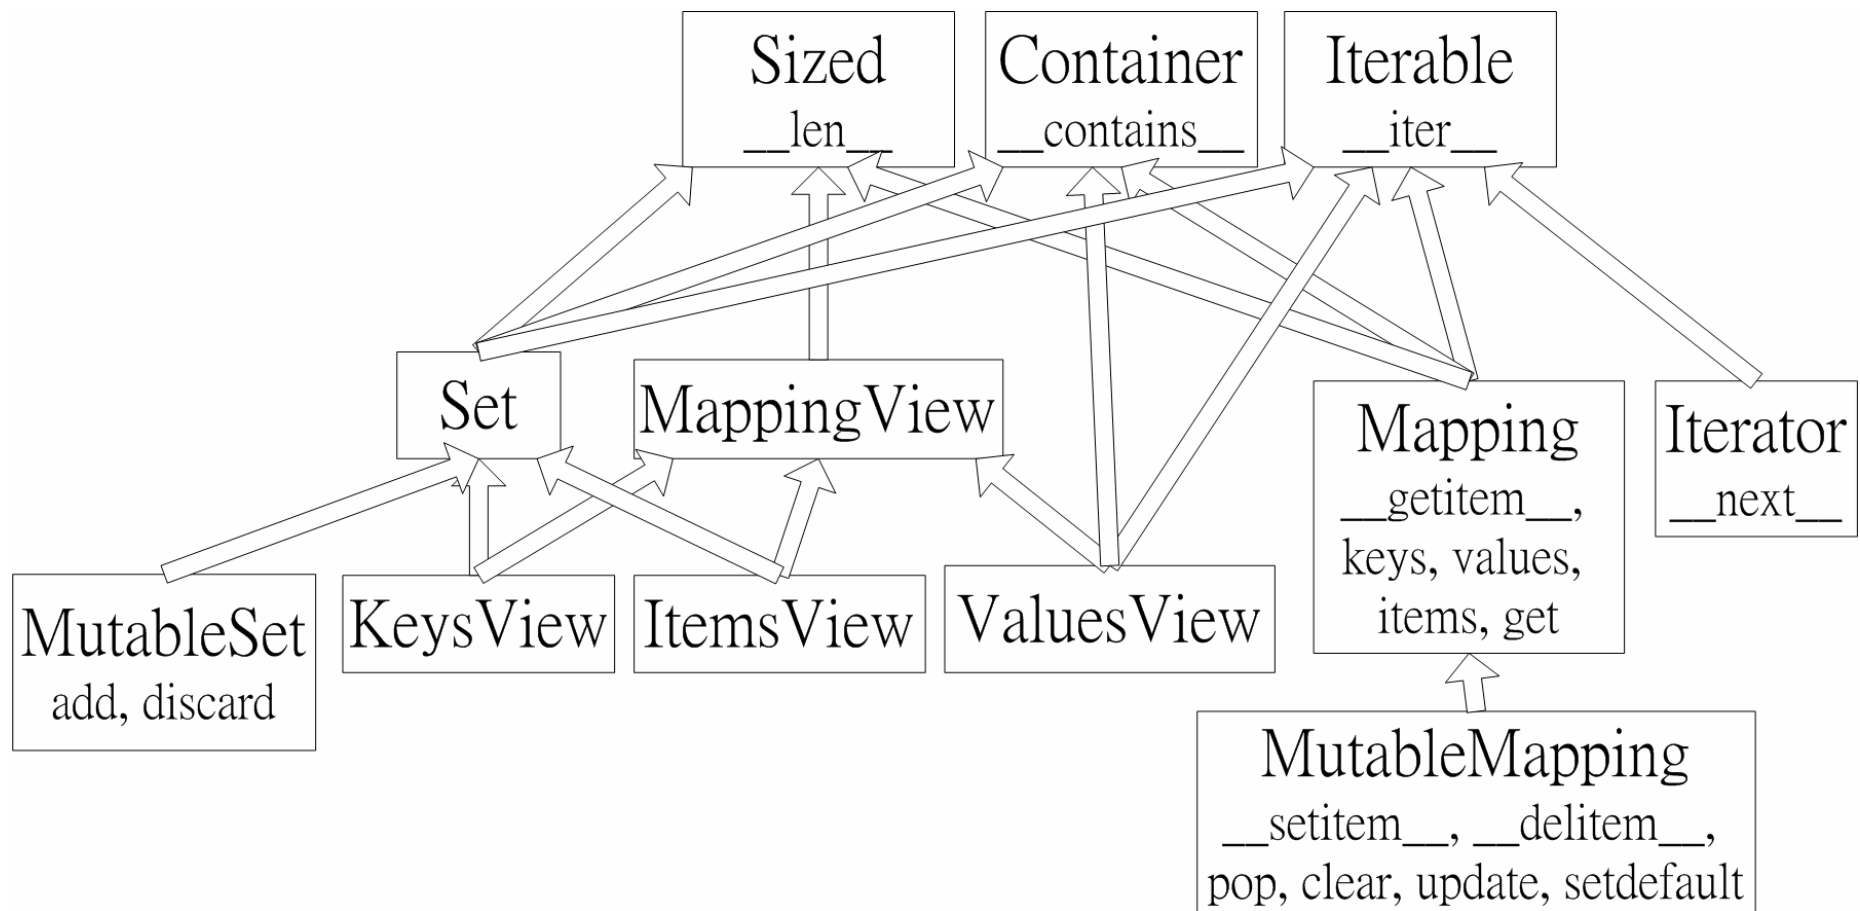 Sized
__len__
Container
__contains__
Iterable
__iter__
Set
MappingView
Mapping
__getitem__,
keys, values,
items, get
Iterator
__next__
MutableSet
add, discard
KeysView
ItemsView
ValuesView
MutableMapping
__setitem__, __delitem__,
pop, clear, update, setdefault